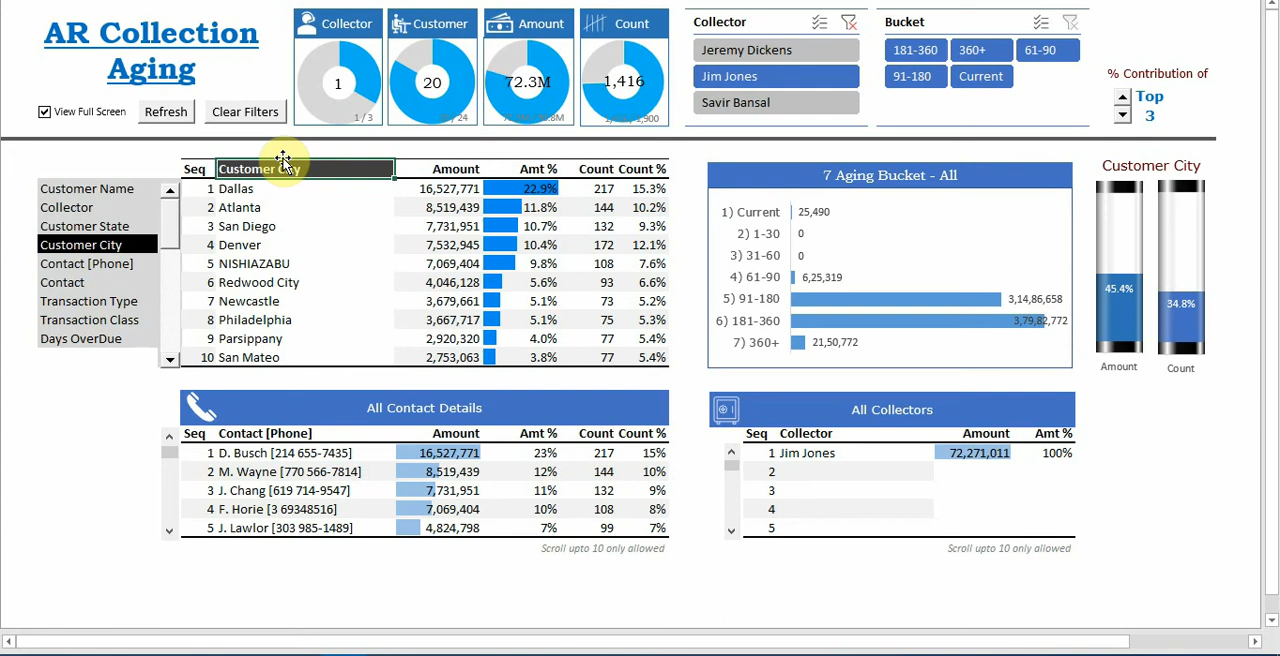 AR Collection
Aging
View Full Screen
Refresh
Clear Filters
Collector
1
1 / 3
Customer
20
/ 24
Amount
72.3M
Count
1,416
Collector
Jeremy Dickens
Jim Jones
Savir Bansal
Bucket
181-360 360+ 61-90
91-180 Current
% Contribution of
Top
3
Customer Name
Collector
Customer State
Customer City
Contact [Phone]
Contact
Transaction Type
Transaction Class
Days OverDue
Seq Customer City Amount Amt % Count Count %
1 Dallas 16,527,771 22.9% 217 15.3%
2 Atlanta 8,519,439 11.8% 144 10.2%
3 San Diego 7,731,951 10.7% 132 9.3%
4 Denver 7,532,945 10.4% 172 12.1%
5 NISHIAZABU 7,069,404 9.8% 108 7.6%
6 Redwood City 4,046,128 5.6% 93 6.6%
7 Newcastle 3,679,661 5.1% 73 5.2%
8 Philadelphia 3,667,717 5.1% 75 5.3%
9 Parsippany 2,920,320 4.0% 77 5.4%
10 San Mateo 2,753,063 3.8% 77 5.4%
7 Aging Bucket - All
1) Current 25,490
2) 1-30 0
3) 31-60 0
4) 61-90 6,25,319
5) 91-180 3,14,86,658
6) 181-360 3,79,82,772
7) 360+ 21,50,772
Customer City
45.4%
34.8%
Amount
Count
All Contact Details
Seq Contact [Phone] Amount Amt % Count Count %
1 D. Busch [214 655-7435] 16,527,771 23% 217 15%
2 M. Wayne [770 566-7814] 8,519,439 12% 144 10%
3 J. Chang [619 714-9547] 7,731,951 11% 132 9%
4 F. Horie [3 69348516] 7,069,404 10% 108 8%
5 J. Lawlor [303 985-1489] 4,824,798 7% 99 7%
Scroll upto 10 only allowed
All Collectors
Seq Collector Amount Amt %
1 Jim Jones 72,271,011 100%
2
3
4
5
Scroll upto 10 only allowed